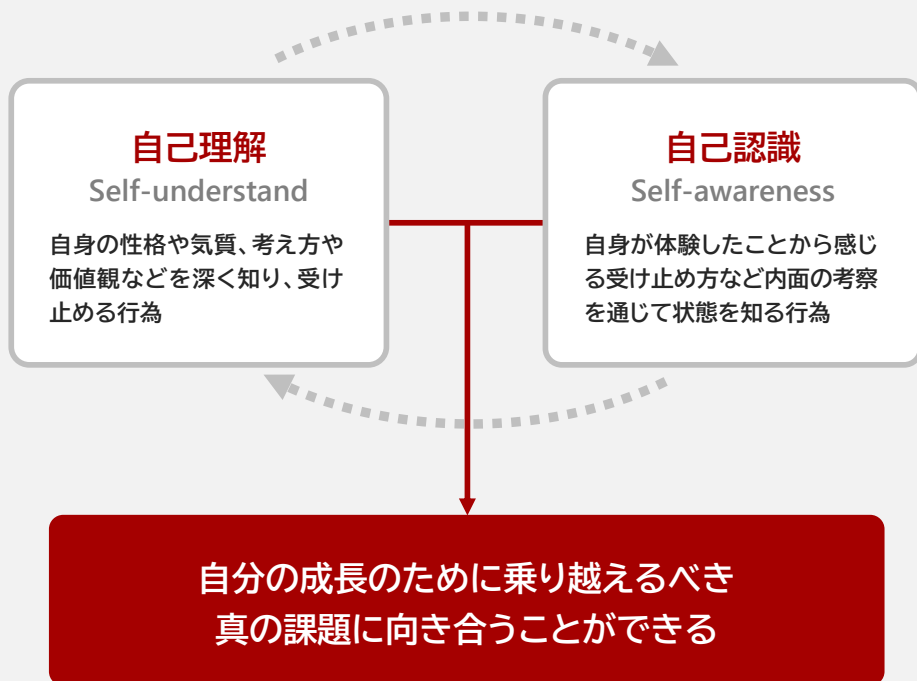 自己理解
Self-understand
自身の性格や気質、考え方や
価値観などを深く知り、受け
止める行為
自己認識
Self-awareness
自身が体験したことから感じ
る受け止め方など内面の考察
を通じて状態を知る行為
自分の成長のために乗り越えるべき
真の課題に向き合うことができる